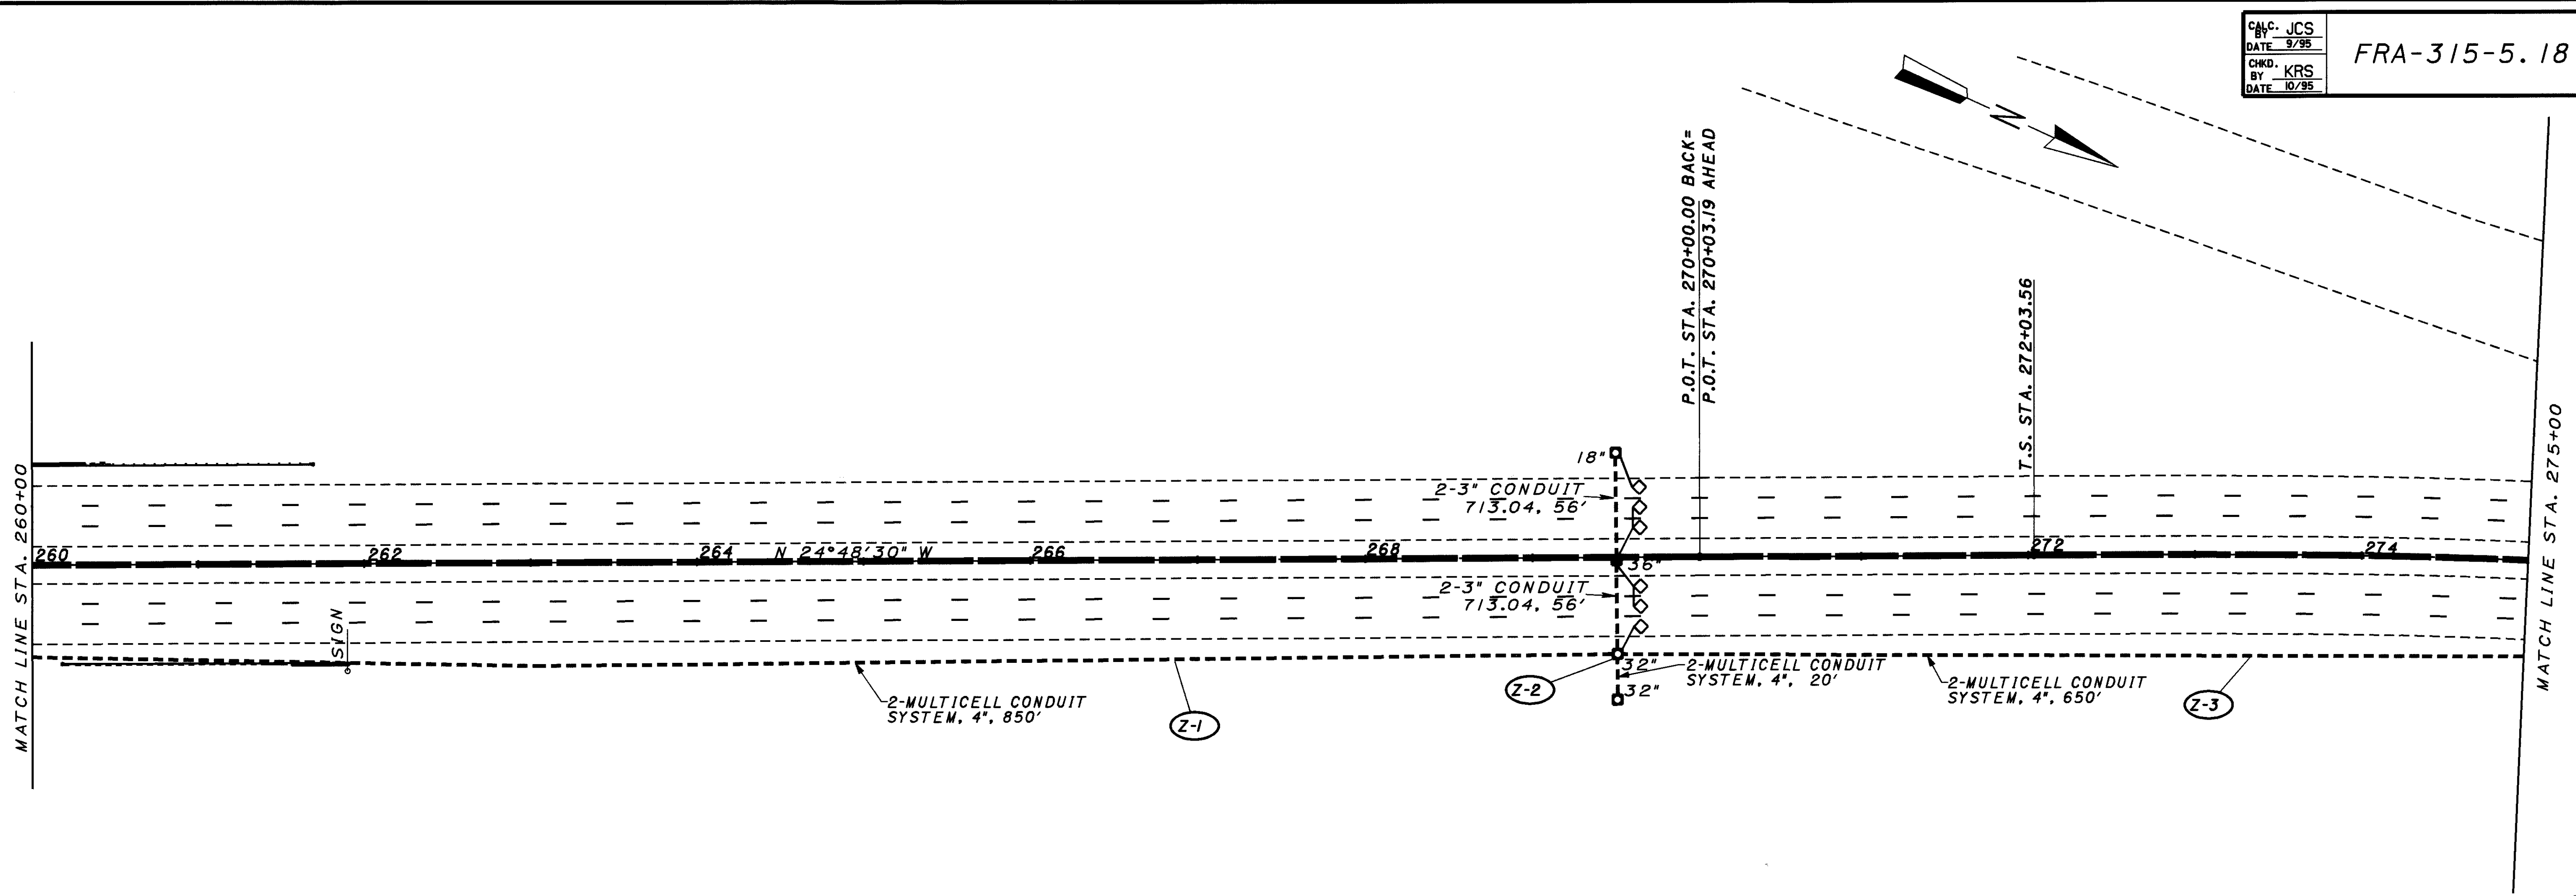 CALC. BY JCS
DATE 9/95
CHKD. BY KRS
DATE 10/95
FRA-315-5.18
N
P.O.T. STA. 270+00.00 BACK=
P.O.T. STA. 270+03.19 AHEAD
T.S. STA. 272+03.56
MATCH LINE STA. 260+00
MATCH LINE STA. 275+00
18"
2-3" CONDUIT
713.04, 56'
260
262
264
N 24°48'30" W
266
268
272
274
36"
2-3" CONDUIT
713.04, 56'
SIGN
32"
2-MULTICELL CONDUIT
SYSTEM, 4", 20'
32"
2-MULTICELL CONDUIT
SYSTEM, 4", 850'
Z-1
Z-2
2-MULTICELL CONDUIT
SYSTEM, 4", 650'
Z-3